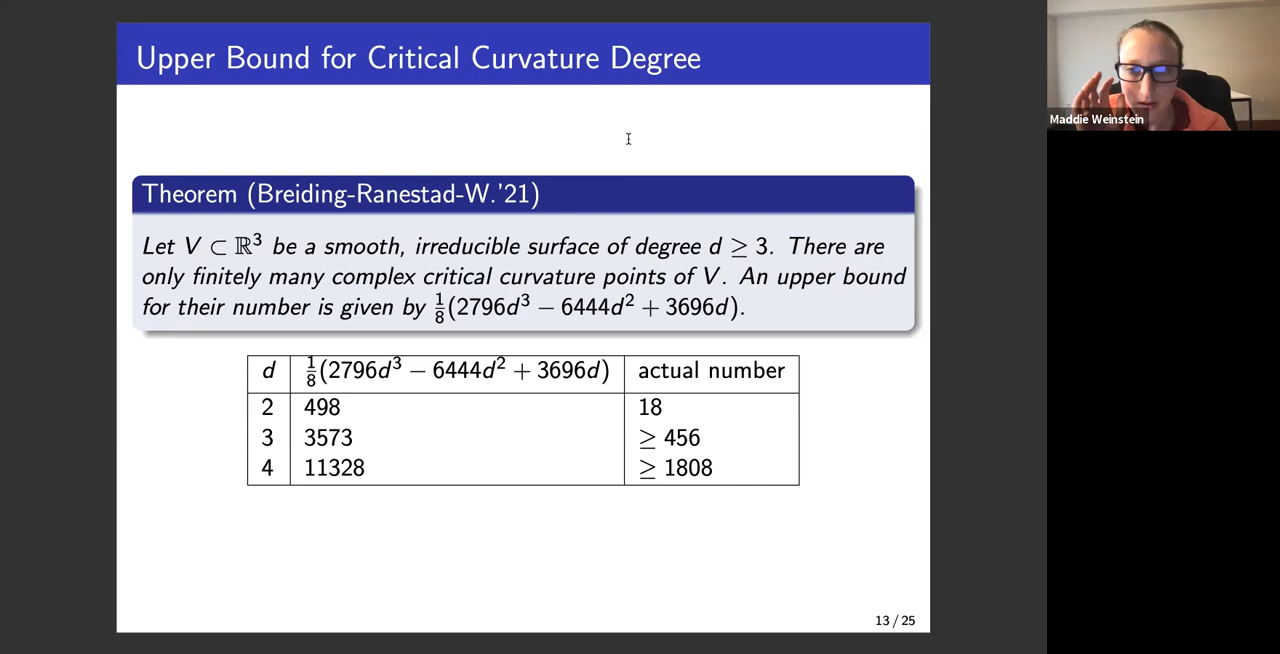 Upper Bound for Critical Curvature Degree
Maddie Weinstein
Theorem (Breiding-Ranestad-W.'21)
Let V ⊂ ℝ³ be a smooth, irreducible surface of degree d ≥ 3. There are
only finitely many complex critical curvature points of V. An upper bound
for their number is given by 1/8(2796d³ − 6444d² + 3696d).
d 1/8(2796d³ − 6444d² + 3696d) actual number
2 498 18
3 3573 ≥ 456
4 11328 ≥ 1808
13 / 25